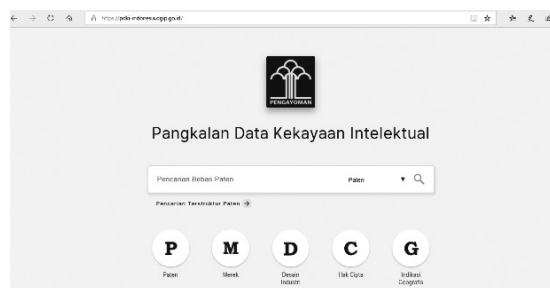 https://pdki-indonesia.dgip.go.id/
PENGAYOMAN
Pangkalan Data Kekayaan Intelektual
Pencarian Bebas Paten
Paten
Pencarian Terstruktur Paten
P
M
D
C
G
Paten
Merek
Desain
Industri
Hak Cipta
Indikasi
Geografis